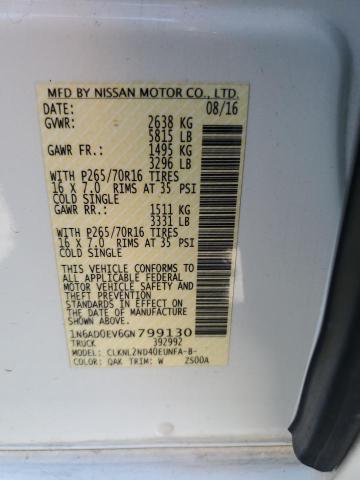 MFD BY NISSAN MOTOR CO., LTD.
DATE: 08/16
GVWR: 2638 KG
5815 LB
GAWR FR.: 1495 KG
3296 LB
WITH P265/70R16 TIRES
16 X 7.0 RIMS AT 35 PSI
COLD SINGLE
GAWR RR.: 1511 KG
3331 LB
WITH P265/70R16 TIRES
16 X 7.0 RIMS AT 35 PSI
COLD SINGLE
THIS VEHICLE CONFORMS
TO ALL APPLICABLE FEDERAL
MOTOR VEHICLE SAFETY AND
THEFT PREVENTION
STANDARDS IN EFFECT ON
THE DATE OF MANUFACTURE
SHOWN ABOVE.
1N6AD0EV6GN799130
TRUCK 392992
MODEL: CLKNL2ND40EUNFA-B-
COLOR: QAK TRIM: W ZS00A